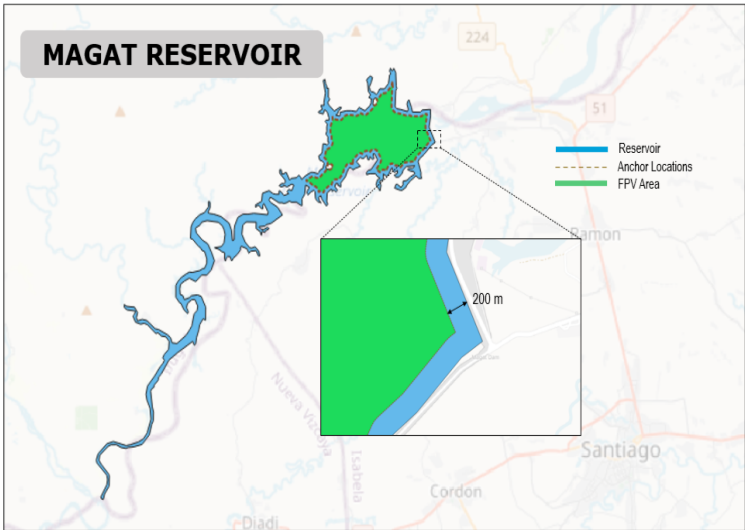 MAGAT RESERVOIR
224
51
Reservoir
Anchor Locations
FPV Area
Ramon
200 m
Nueva Vizcaya
Isabela
Santiago
Cordon
Diadi